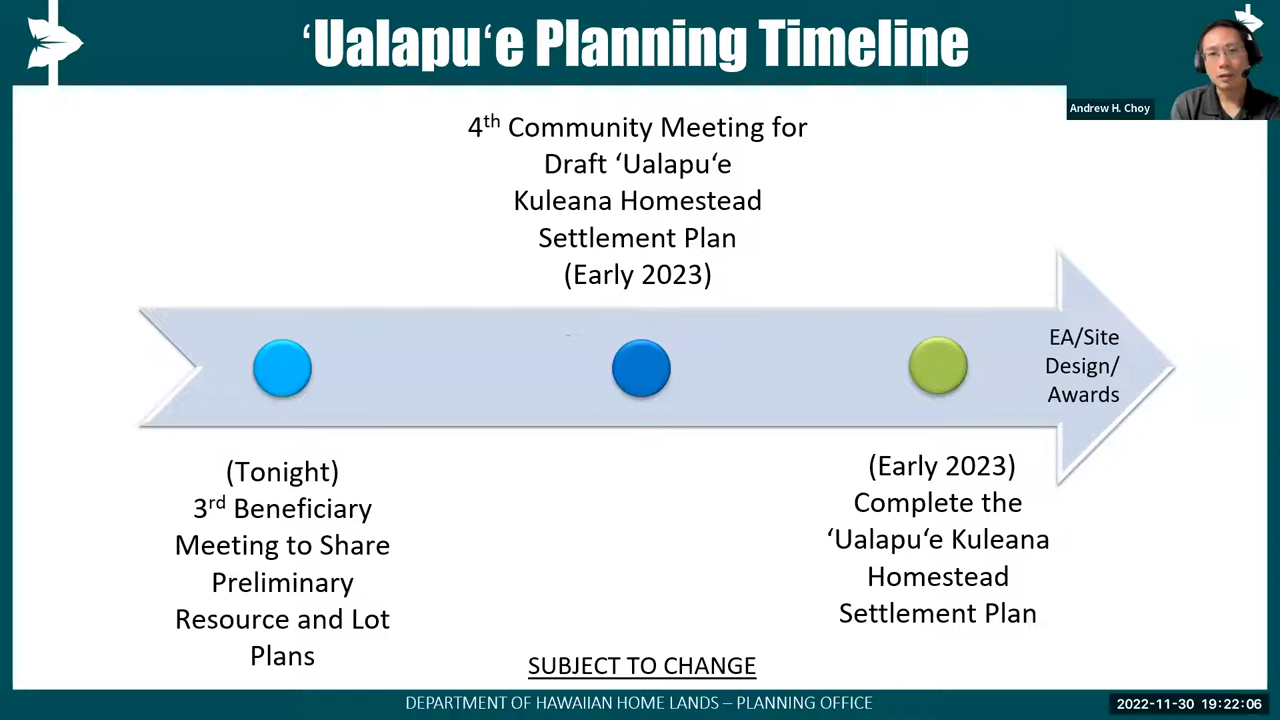 ʻUalapuʻe Planning Timeline
Andrew H. Choy
4th Community Meeting for
Draft ʻUalapuʻe
Kuleana Homestead
Settlement Plan
(Early 2023)
EA/Site
Design/
Awards
(Tonight)
3rd Beneficiary
Meeting to Share
Preliminary
Resource and Lot
Plans
(Early 2023)
Complete the
ʻUalapuʻe Kuleana
Homestead
Settlement Plan
SUBJECT TO CHANGE
DEPARTMENT OF HAWAIIAN HOME LANDS – PLANNING OFFICE
2022-11-30 19:22:06